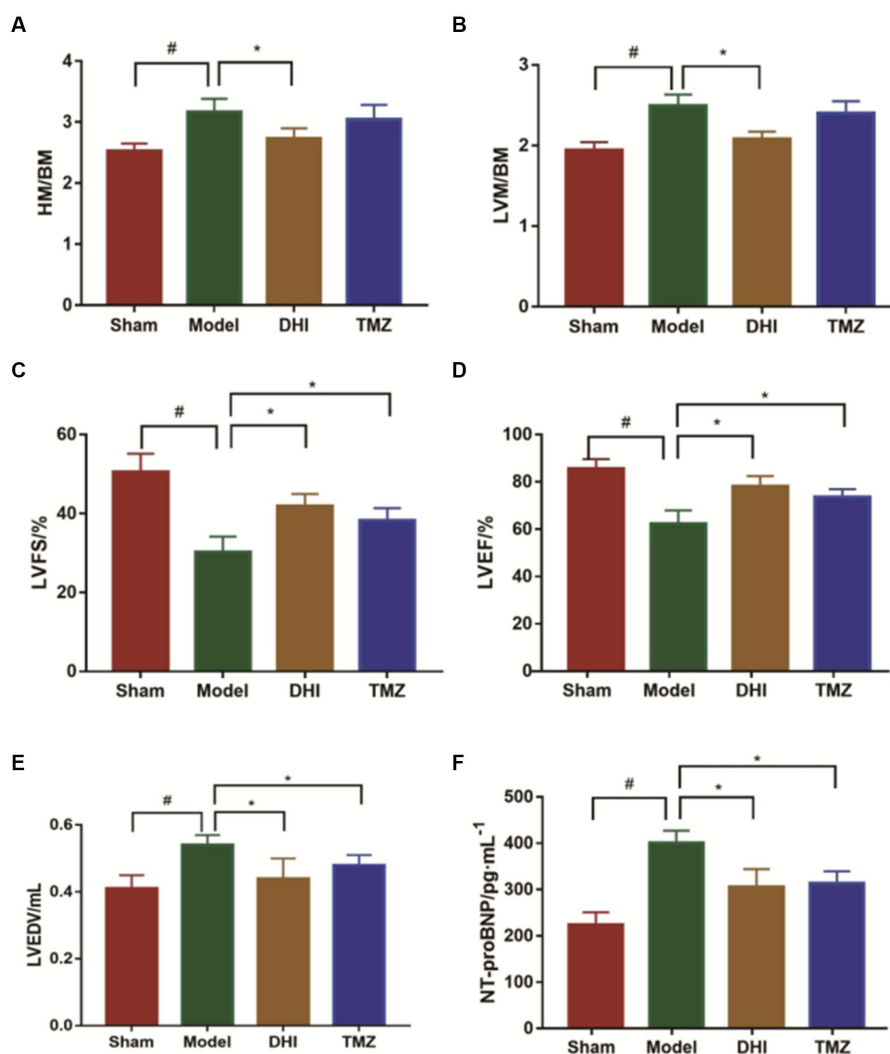 A
HM/BM
4
3
2
1
0
#
*
Sham Model DHI TMZ
B
LVM/BM
3
2
1
0
#
*
Sham Model DHI TMZ
C
LVFS/%
60
40
20
0
#
*
*
Sham Model DHI TMZ
D
LVEF/%
100
80
60
40
20
0
#
*
*
Sham Model DHI TMZ
E
LVEDV/mL
0.6
0.4
0.2
0.0
#
*
*
Sham Model DHI TMZ
F
NT-proBNP/pg·mL⁻¹
500
400
300
200
100
0
#
*
*
Sham Model DHI TMZ